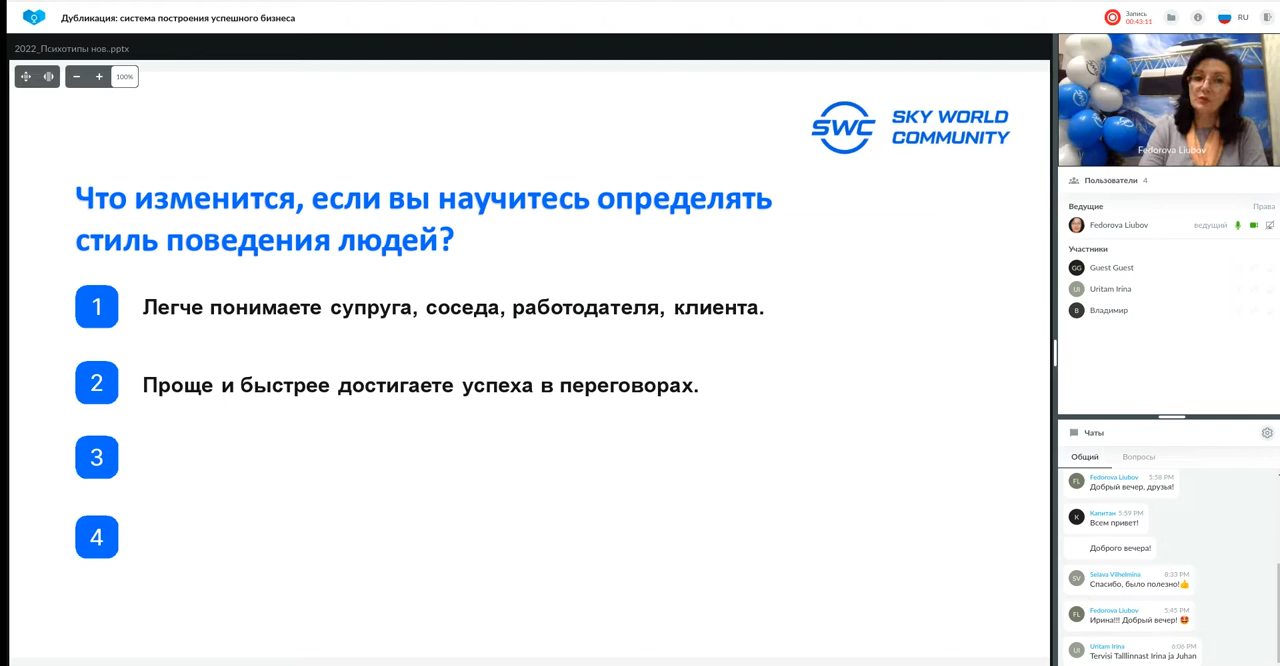 Дубликация: система построения успешного бизнеса
Запись
00:43:11
RU
2022_Психотипы нов..pptx
100%
SWC
SKY WORLD
COMMUNITY
Что изменится, если вы научитесь определять
стиль поведения людей?
1
Легче понимаете супруга, соседа, работодателя, клиента.
2
Проще и быстрее достигаете успеха в переговорах.
3
4
Fedorova Liubov
Пользователи 4
Ведущие
Права
Fedorova Liubov
ведущий
Участники
GG Guest Guest
UI Uritam Irina
В Владимир
Чаты
Общий
Вопросы
FL Fedorova Liubov 5:58 PM
Добрый вечер, друзья!
К Капитан 5:59 PM
Всем привет!
Доброго вечера!
SV Selava Vilhelmina 8:33 PM
Спасибо, было полезно!👍
FL Fedorova Liubov 5:45 PM
Ирина!!! Добрый вечер! 🤩
UI Uritam Irina 6:06 PM
Tervisi Talllinnast Irina ja Juhan